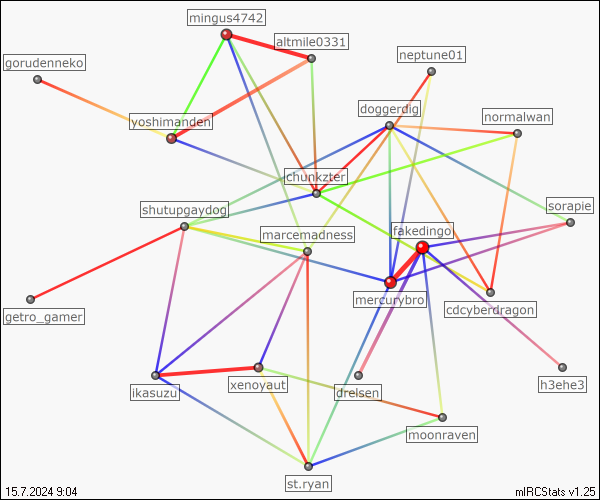 mingus4742
altmile0331
neptune01
gorudenneko
doggerdig
normalwan
yoshimanden
chunkzter
shutupgaydog
sorapie
marcemadness
fakedingo
mercurybro
cdcyberdragon
getro_gamer
ikasuzu
xenoyaut
drelsen
h3ehe3
moonraven
st.ryan
15.7.2024 9:04
mIRCStats v1.25